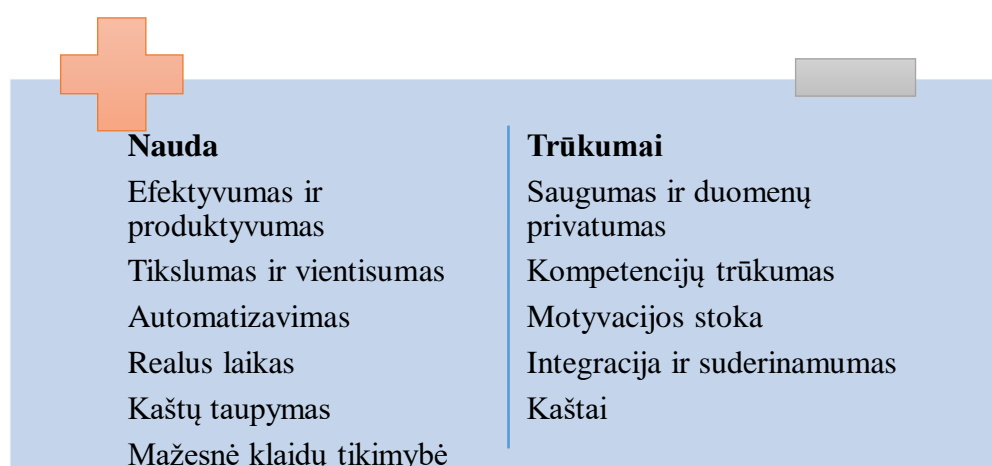 Nauda
Efektyvumas ir
produktyvumas
Tikslumas ir vientisumas
Automatizavimas
Realus laikas
Kaštų taupymas
Mažesnė klaidų tikimybė
Trūkumai
Saugumas ir duomenų
privatumas
Kompetencijų trūkumas
Motyvacijos stoka
Integracija ir suderinamumas
Kaštai